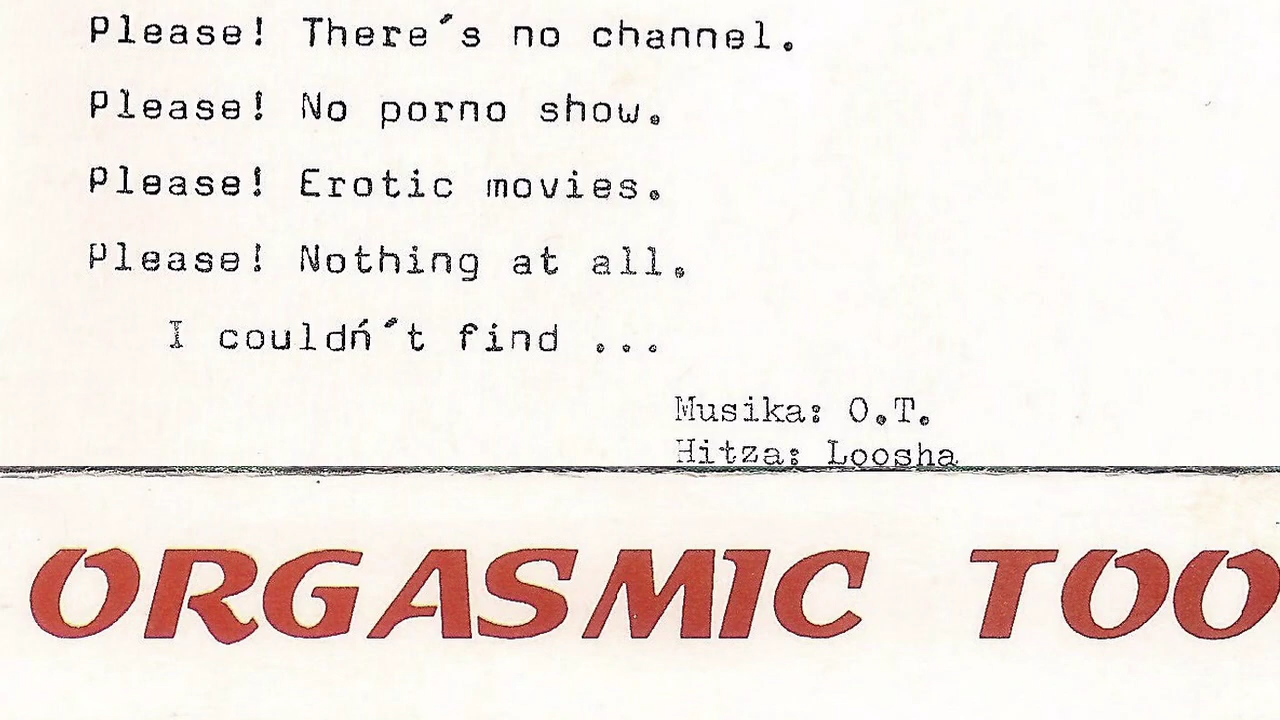 Please! There´s no channel.
Please! No porno show.
Please! Erotic movies.
Please! Nothing at all.
I couldń´t find ...
Musika: O.T.
Hitza: Loosha
ORGASMIC TOO